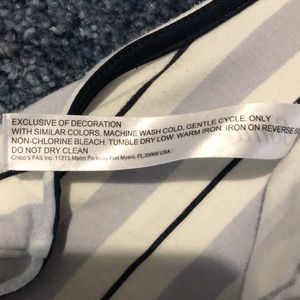 EXCLUSIVE OF DECORATION
WITH SIMILAR COLORS. MACHINE WASH COLD, GENTLE CYCLE. ONLY
NON-CHLORINE BLEACH. TUMBLE DRY LOW. WARM IRON. IRON ON REVERSE
DO NOT DRY CLEAN
Chico's FAS Inc. 11215 Metro Parkway Fort Myers, FL.33966 USA